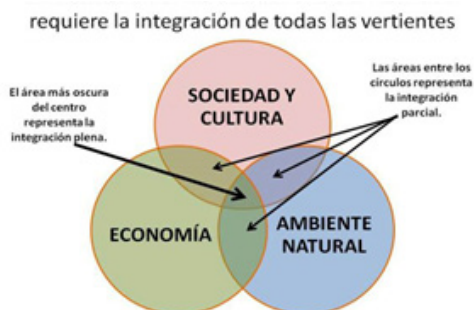 requiere la integración de todas las vertientes
El área más oscura
del centro
representa la
integración plena.
SOCIEDAD Y
CULTURA
Las áreas entre los
círculos representa
la integración
parcial.
ECONOMÍA
AMBIENTE
NATURAL